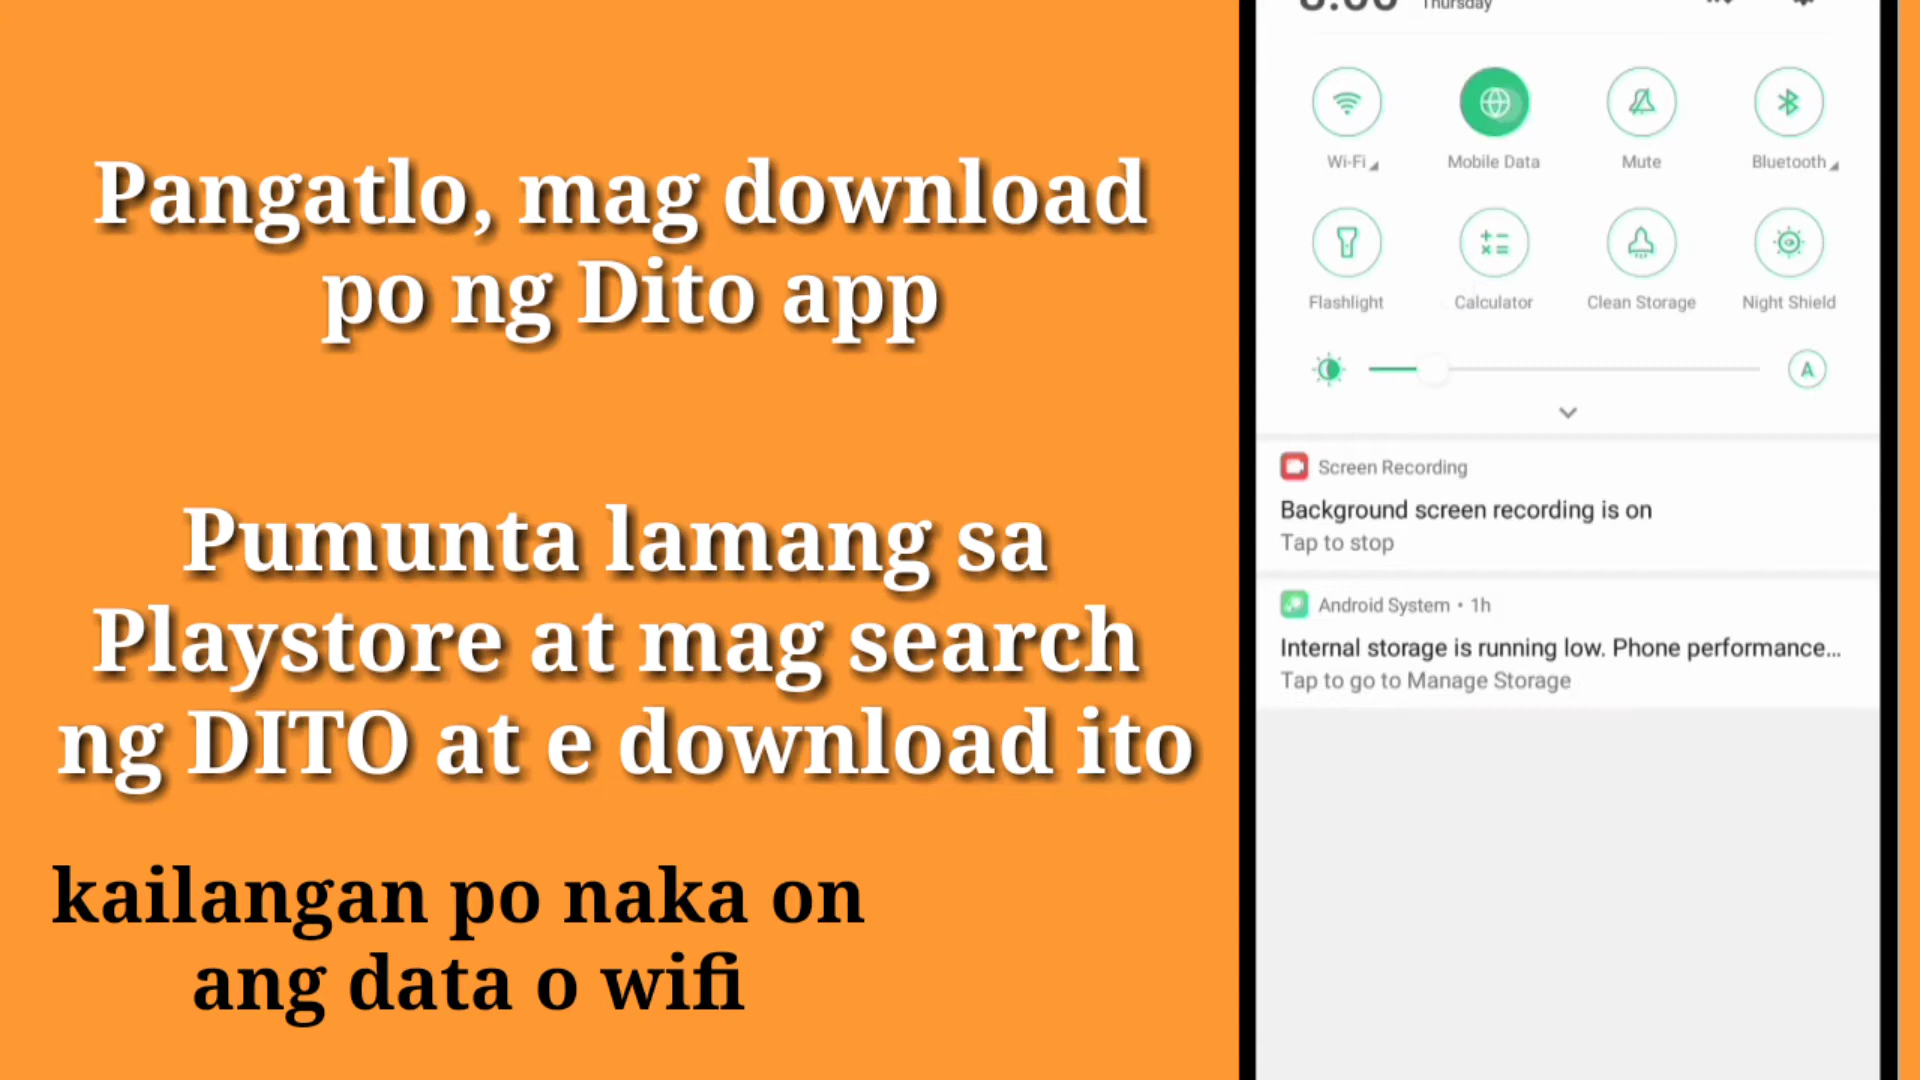 Pangatlo, mag download
po ng Dito app
Pumunta lamang sa
Playstore at mag search
ng DITO at e download ito
kailangan po naka on
ang data o wifi
Thursday
Wi-Fi
Mobile Data
Mute
Bluetooth
Flashlight
Calculator
Clean Storage
Night Shield
A
Screen Recording
Background screen recording is on
Tap to stop
Android System • 1h
Internal storage is running low. Phone performance...
Tap to go to Manage Storage